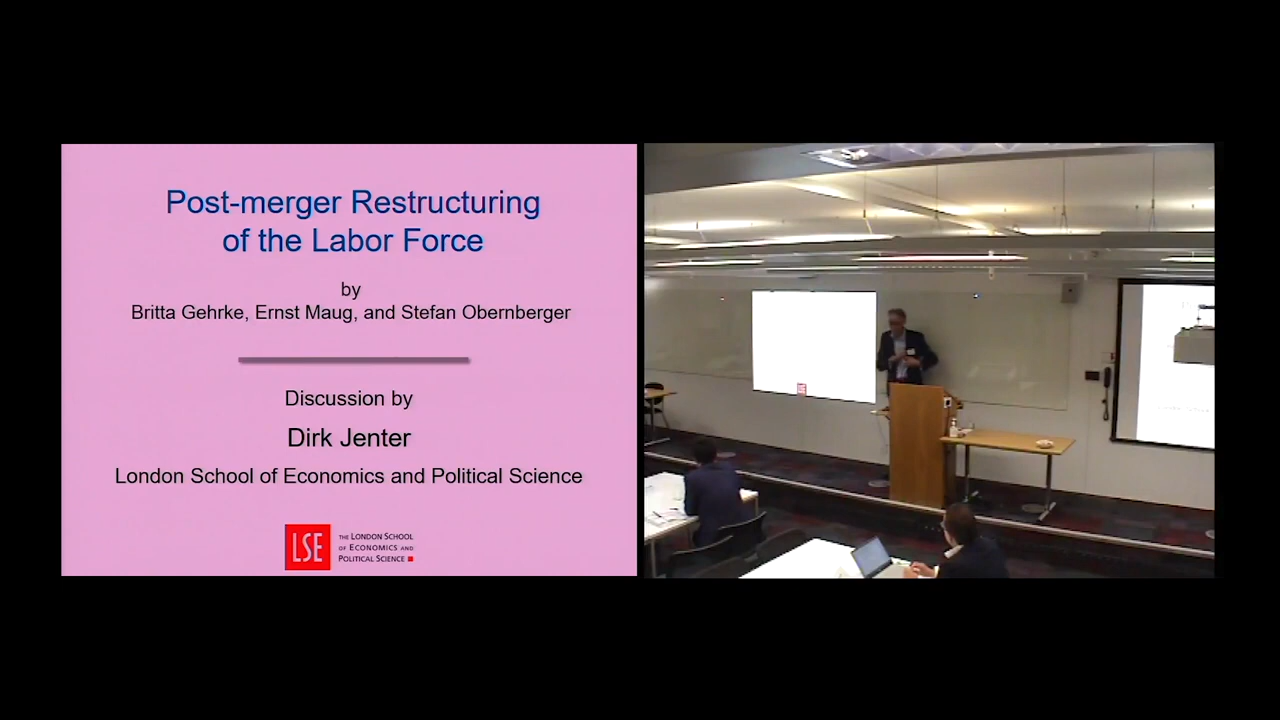 Post-merger Restructuring
of the Labor Force
by
Britta Gehrke, Ernst Maug, and Stefan Obernberger
Discussion by
Dirk Jenter
London School of Economics and Political Science
LSE
THE LONDON SCHOOL
OF ECONOMICS AND
POLITICAL SCIENCE